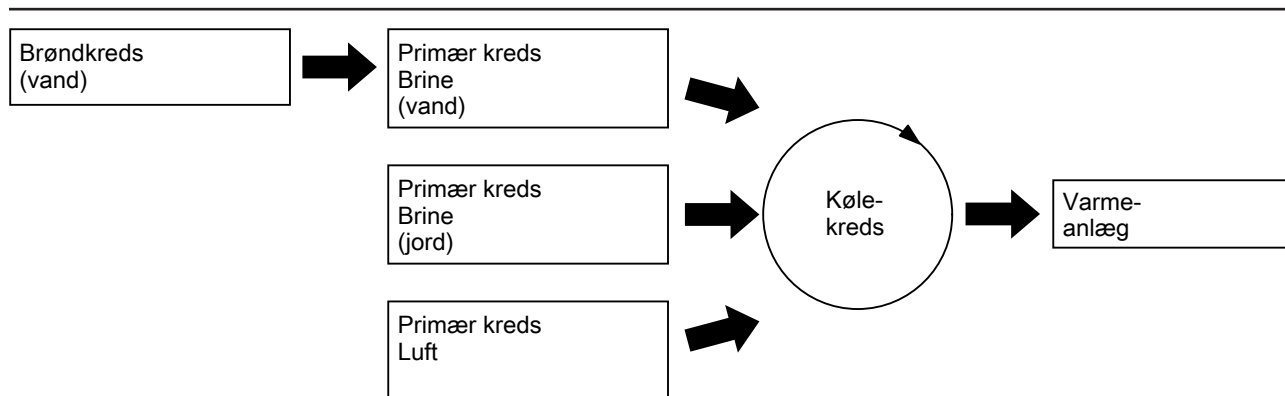 Brøndkreds
(vand)
Primær kreds
Brine
(vand)
Primær kreds
Brine
(jord)
Primær kreds
Luft
Køle-
kreds
Varme-
anlæg